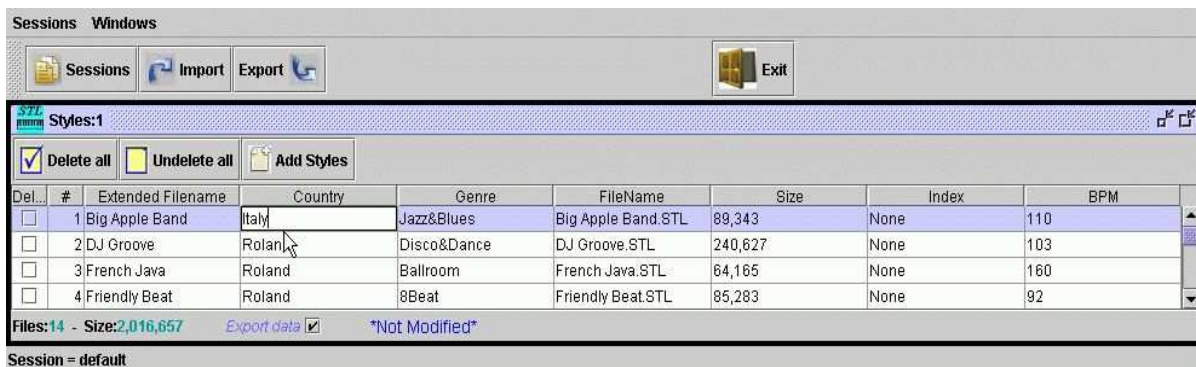 Sessions Windows
Sessions Import Export Exit
STL Styles:1
Delete all Undelete all Add Styles
Del... # Extended Filename Country Genre FileName Size Index BPM
1 Big Apple Band Italy Jazz&Blues Big Apple Band.STL 89,343 None 110
2 DJ Groove Roland Disco&Dance DJ Groove.STL 240,627 None 103
3 French Java Roland Ballroom French Java.STL 64,165 None 160
4 Friendly Beat Roland 8Beat Friendly Beat.STL 85,283 None 92
Files:14 - Size:2,016,657 Export data *Not Modified*
Session = default